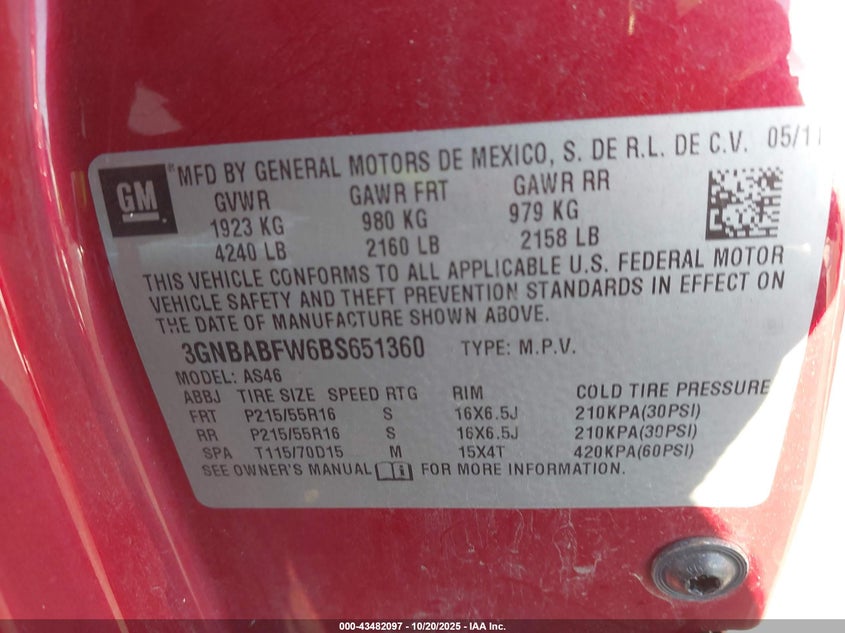 GM
® MFD BY GENERAL MOTORS DE MEXICO, S. DE R.L. DE C.V. 05/11
GVWR GAWR FRT GAWR RR
1923 KG 980 KG 979 KG
4240 LB 2160 LB 2158 LB
THIS VEHICLE CONFORMS TO ALL APPLICABLE U.S. FEDERAL MOTOR
VEHICLE SAFETY AND THEFT PREVENTION STANDARDS IN EFFECT ON
THE DATE OF MANUFACTURE SHOWN ABOVE.
3GNBABFW6BS651360 TYPE: M.P.V.
MODEL: AS46
ABBJ TIRE SIZE SPEED RTG RIM COLD TIRE PRESSURE
FRT P215/55R16 S 16X6.5J 210KPA(30PSI)
RR P215/55R16 S 16X6.5J 210KPA(30PSI)
SPA T115/70D15 M 15X4T 420KPA(60PSI)
SEE OWNER'S MANUAL FOR MORE INFORMATION.
000-43482097 - 10/20/2025 - IAA Inc.